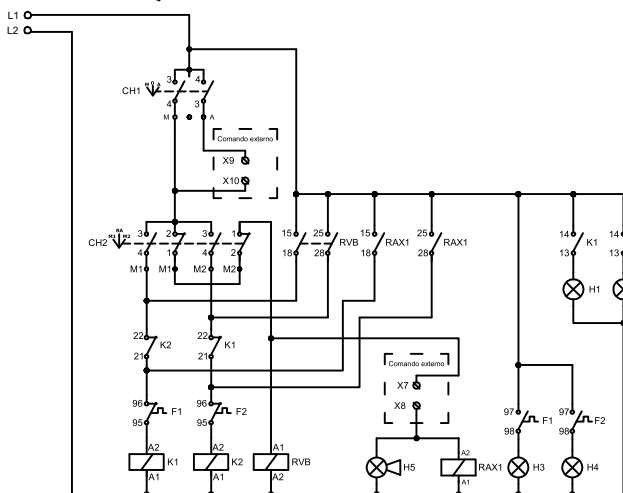 L1
L2
3 4
CH1 M O A
4 3
M A
Comando externo
X9
X10
3 2 3 1 15 25 15 25 14 14
RA
M1 M2
CH2 RVB RAX1 RAX1 K1
4 1 4 2 18 28 18 28 13 13
M1 M1 M2 M2
H1
22 K2 22 K1
21 21
Comando externo
X7
X8
96 F1 96 F2 97 F1 97 F2
95 95 98 98
A2 A2 A1 A2
K1 K2 RVB H5 RAX1 H3 H4
A1 A1 A2 A1